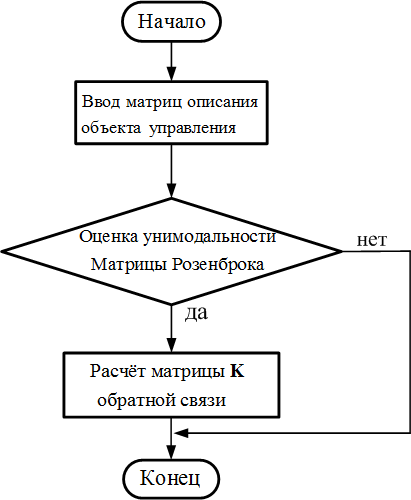 Начало
Ввод матриц описания
объекта управления
Оценка унимодальности
Матрицы Розенброка
нет
да
Расчёт матрицы K
обратной связи
Конец